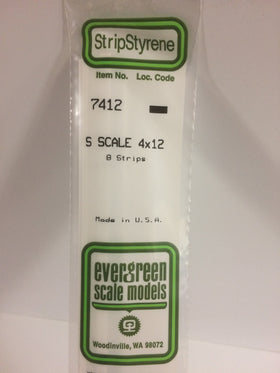 StripStyrene
Item No. Loc. Code
7412
S SCALE 4x12
8 Strips
Made in U.S.A.
evergreen
scale models
Woodinville, WA 98072